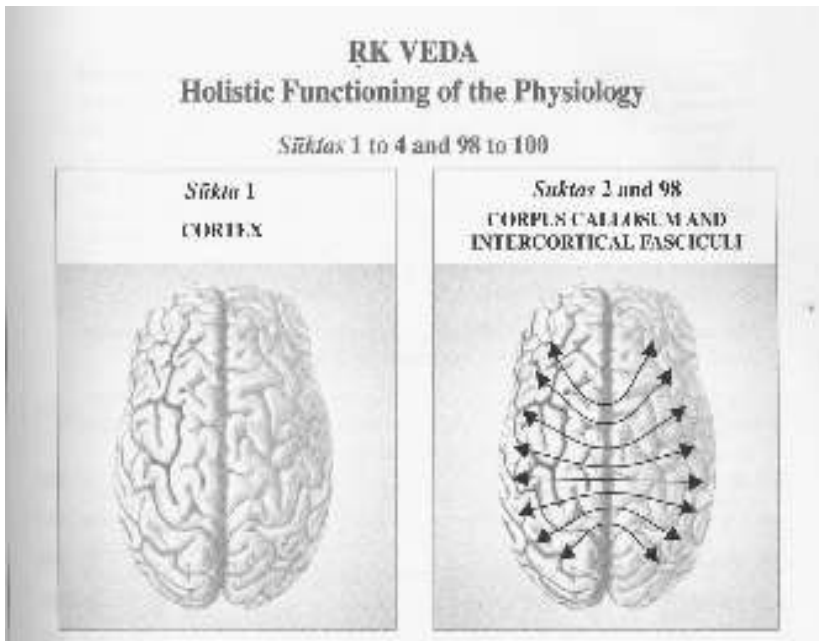 ṚK VEDA
Holistic Functioning of the Physiology
Sūktas 1 to 4 and 98 to 100
Sūkta 1
CORTEX
Suktas 2 and 98
CORPUS CALLOSUM AND
INTERCORTICAL FASCICULI